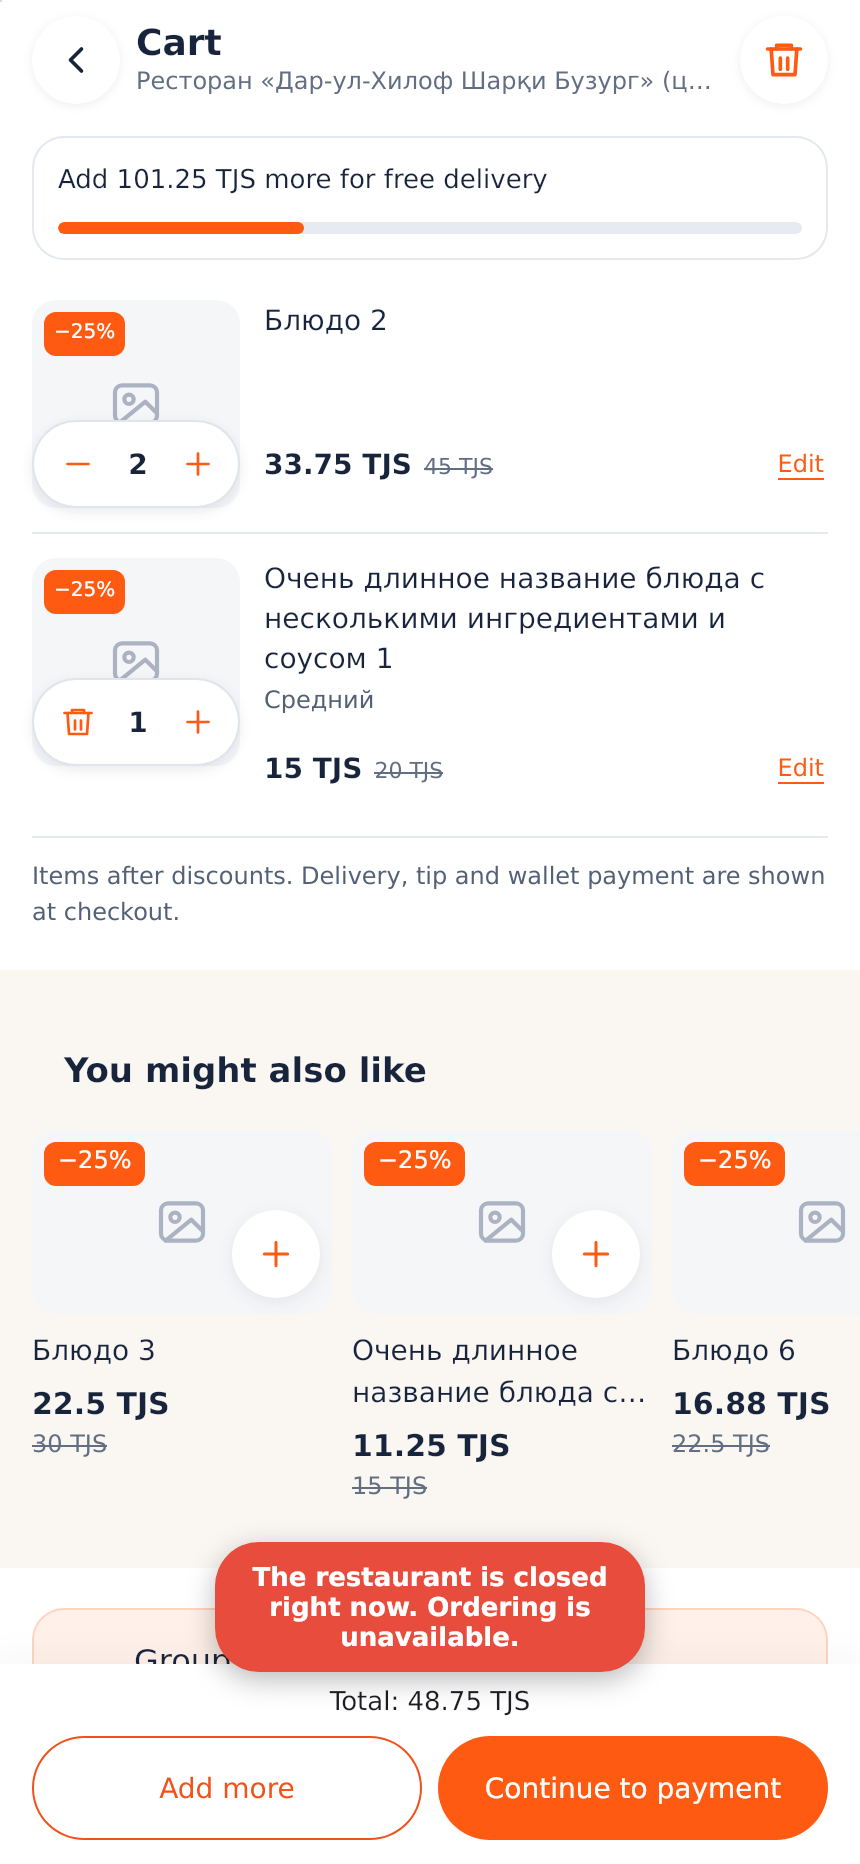 Cart
Ресторан «Дар-ул-Хилоф Шарқи Бузург» (ц...
Add 101.25 TJS more for free delivery
−25%
Блюдо 2
2
33.75 TJS 45 TJS
Edit
−25%
Очень длинное название блюда с
несколькими ингредиентами и
соусом 1
Средний
1
15 TJS 20 TJS
Edit
Items after discounts. Delivery, tip and wallet payment are shown
at checkout.
You might also like
−25%
Блюдо 3
22.5 TJS
30 TJS
−25%
Очень длинное
название блюда с...
11.25 TJS
15 TJS
−25%
Блюдо 6
16.88 TJS
22.5 TJS
The restaurant is closed
right now. Ordering is
unavailable.
Group
Total: 48.75 TJS
Add more
Continue to payment